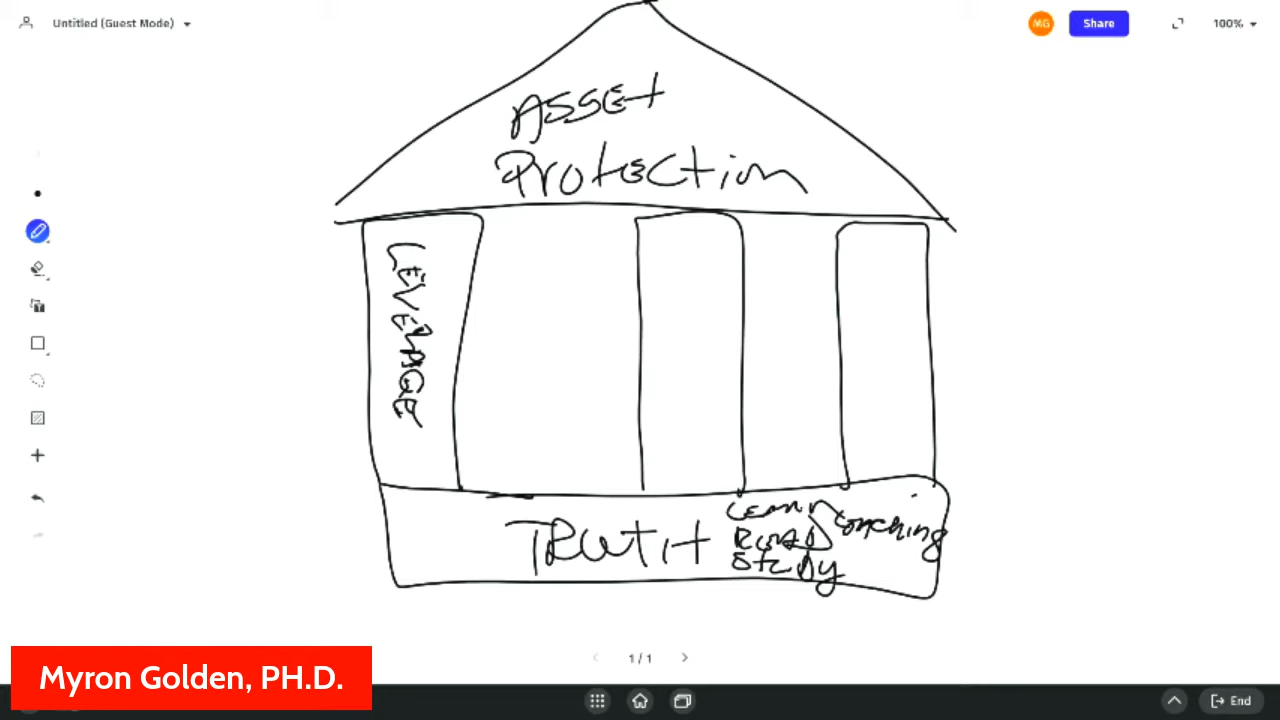 Untitled (Guest Mode)
MG
Share
100%
ASSEt
Protection
LEVERAGE
TRUTH
Learn
READ
Study
coaching
1/1
Myron Golden, PH.D.
End